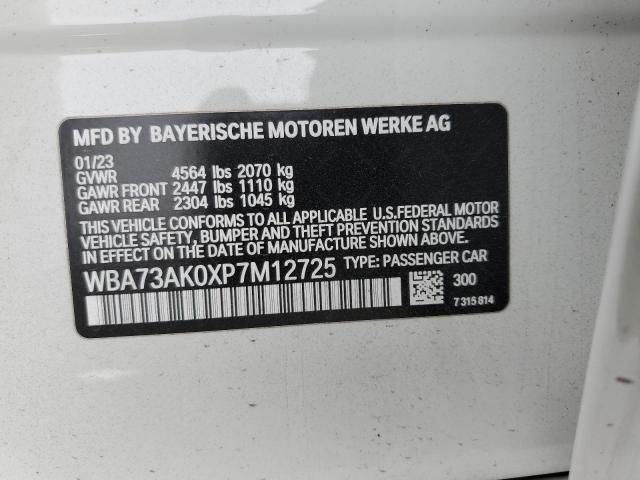 MFD BY BAYERISCHE MOTOREN WERKE AG
01/23
GVWR 4564 lbs 2070 kg
GAWR FRONT 2447 lbs 1110 kg
GAWR REAR 2304 lbs 1045 kg
THIS VEHICLE CONFORMS TO ALL APPLICABLE U.S.FEDERAL MOTOR
VEHICLE SAFETY, BUMPER AND THEFT PREVENTION STANDARDS
IN EFFECT ON THE DATE OF MANUFACTURE SHOWN ABOVE.
WBA73AK0XP7M12725 TYPE: PASSENGER CAR
300
7 315 814